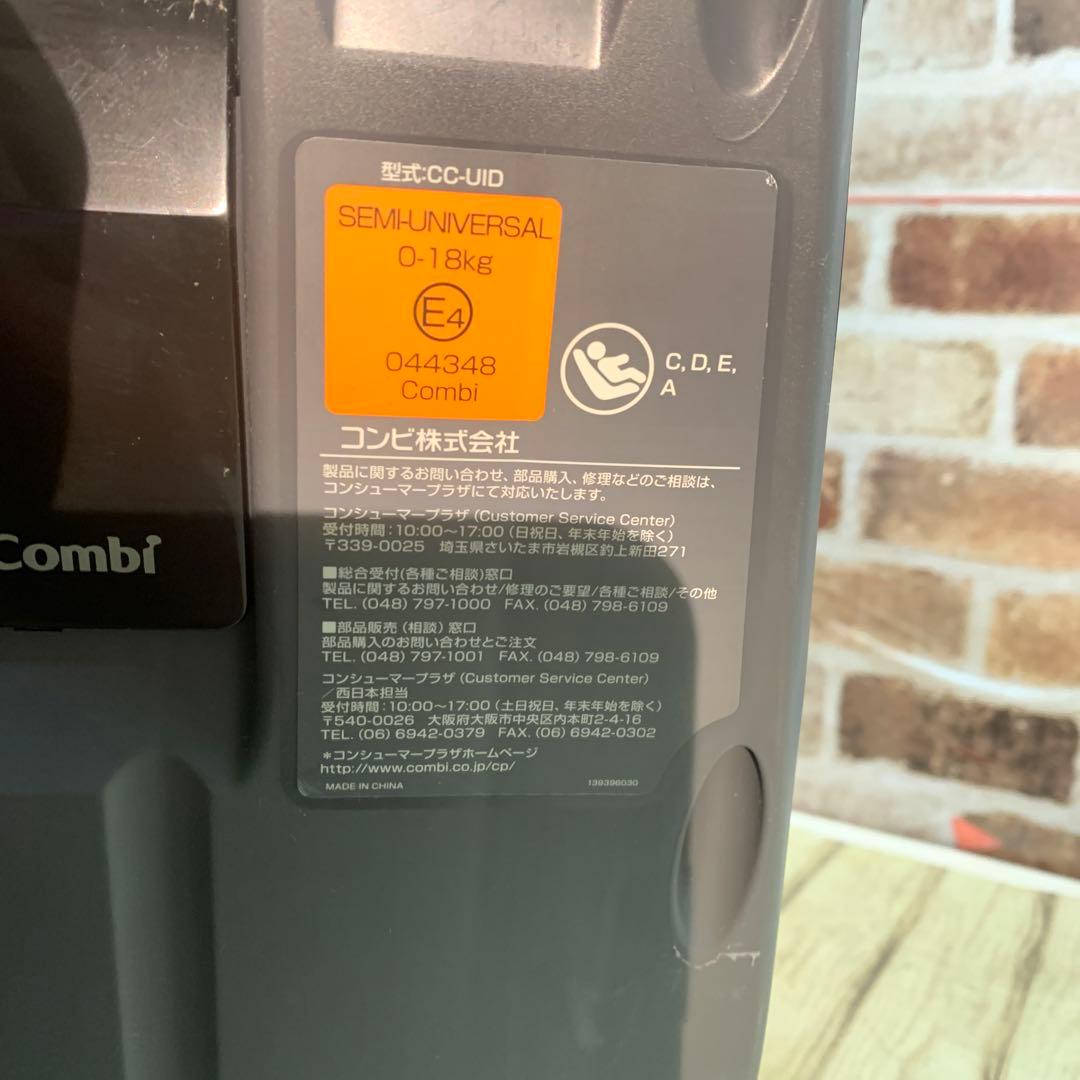 型式:CC-UID
SEMI-UNIVERSAL
0-18kg
E4
044348
Combi
C, D, E,
A
コンビ株式会社
製品に関するお問い合わせ、部品購入、修理などのご相談は、
コンシューマープラザにて対応いたします。
コンシューマープラザ (Customer Service Center)
受付時間:10:00〜17:00 (日祝日、年末年始を除く)
〒339-0025 埼玉県さいたま市岩槻区釣上新田271
■総合受付(各種ご相談)窓口
製品に関するお問い合わせ/修理のご要望/各種ご相談/その他
TEL. (048) 797-1000 FAX. (048) 798-6109
■部品販売 (相談) 窓口
部品購入のお問い合わせとご注文
TEL. (048) 797-1001 FAX. (048) 798-6109
コンシューマープラザ (Customer Service Center)
/西日本担当
受付時間:10:00〜17:00 (土日祝日、年末年始を除く)
〒540-0026 大阪府大阪市中央区内本町2-4-16
TEL. (06) 6942-0379 FAX. (06) 6942-0302
*コンシューマープラザホームページ
http://www.combi.co.jp/cp/
MADE IN CHINA 139396030
Combi